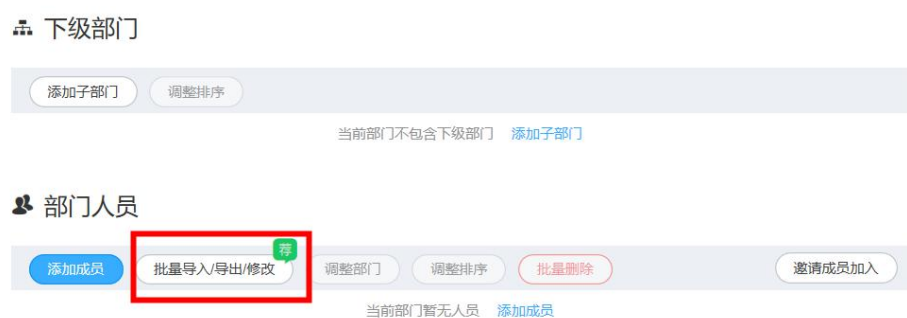 下级部门
添加子部门 调整排序
当前部门不包含下级部门 添加子部门
部门人员
荐
添加成员 批量导入/导出/修改 调整部门 调整排序 批量删除 邀请成员加入
当前部门暂无人员 添加成员